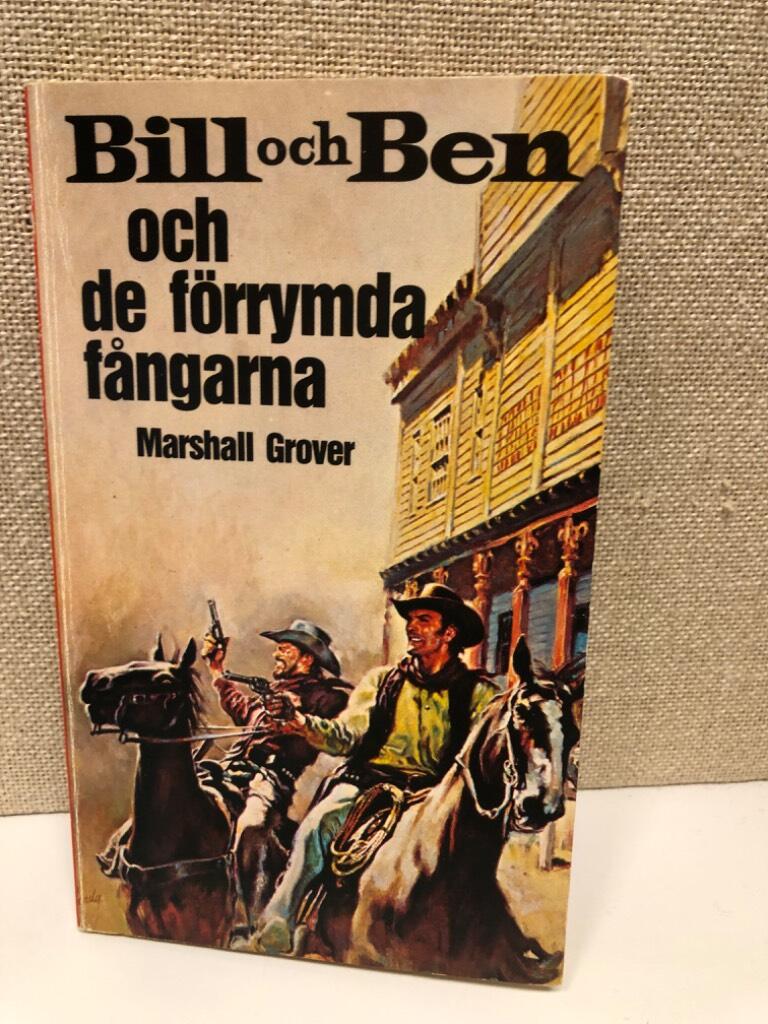 Bill och Ben
och
de förrymda
fångarna
Marshall Grover